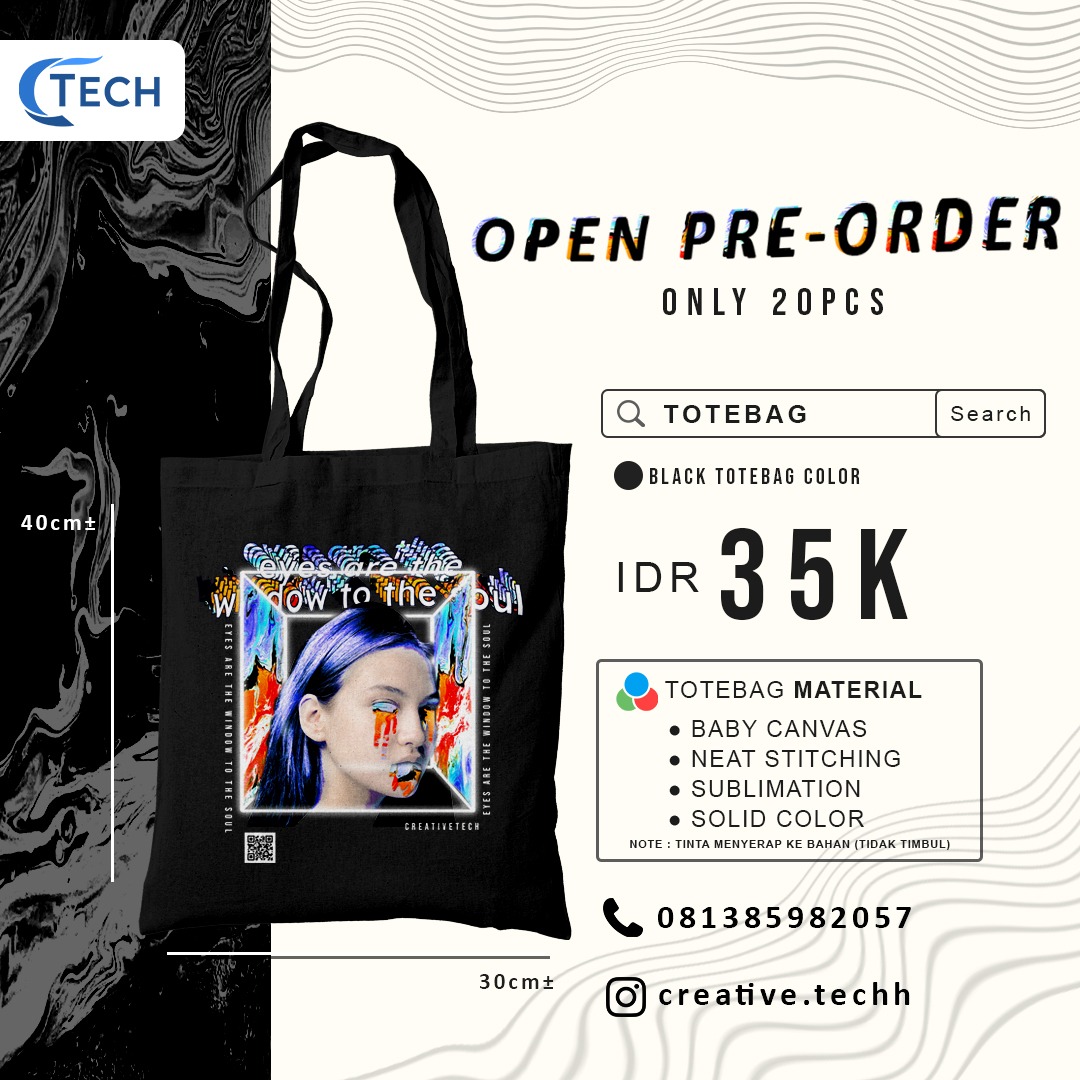 TECH
OPEN PRE-ORDER
ONLY 20PCS
TOTEBAG
Search
BLACK TOTEBAG COLOR
IDR 35K
TOTEBAG MATERIAL
● BABY CANVAS
● NEAT STITCHING
● SUBLIMATION
● SOLID COLOR
NOTE : TINTA MENYERAP KE BAHAN (TIDAK TIMBUL)
081385982057
creative.techh
40cm±
30cm±
eyes are the
window to the soul
EYES ARE THE WINDOW TO THE SOUL
EYES ARE THE WINDOW TO THE SOUL
CREATIVETECH